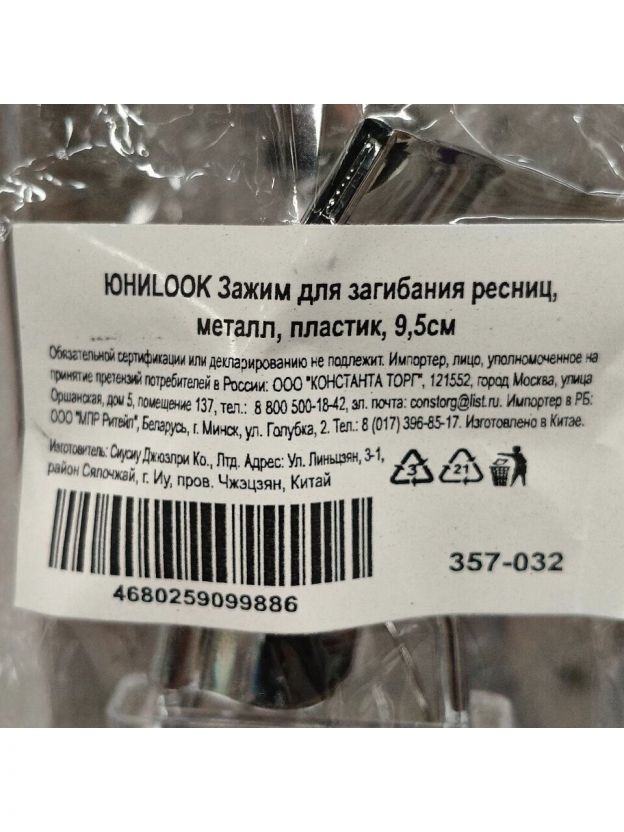 ЮНИLOOK Зажим для загибания ресниц,
металл, пластик, 9,5см
Обязательной сертификации или декларированию не подлежит. Импортер, лицо, уполномоченное на
принятие претензий потребителей в России: ООО "КОНСТАНТА ТОРГ", 121552, город Москва, улица
Оршанская, дом 5, помещение 137, тел.: 8 800 500-18-42, эл. почта: constorg@list.ru. Импортер в РБ:
ООО "МПР Ритейл", Беларусь, г. Минск, ул. Голубка, 2. Тел.: 8 (017) 396-85-17. Изготовлено в Китае.
Изготовитель: Сиусиу Джюэлри Ко., Лтд. Адрес: Ул. Линьцзян, 3-1,
район Сяпочжай, г. Иу, пров. Чжэцзян, Китай
3 21
357-032
4680259099886